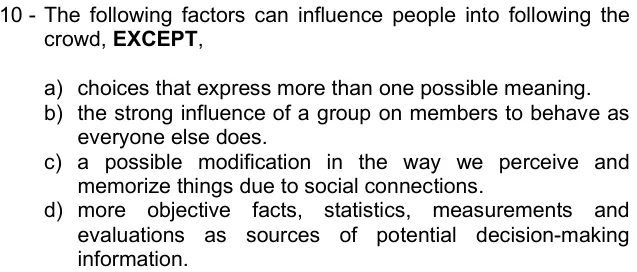 10 - The following factors can influence people into following the
crowd, EXCEPT,
a) choices that express more than one possible meaning.
b) the strong influence of a group on members to behave as
everyone else does.
c) a possible modification in the way we perceive and
memorize things due to social connections.
d) more objective facts, statistics, measurements and
evaluations as sources of potential decision-making
information.